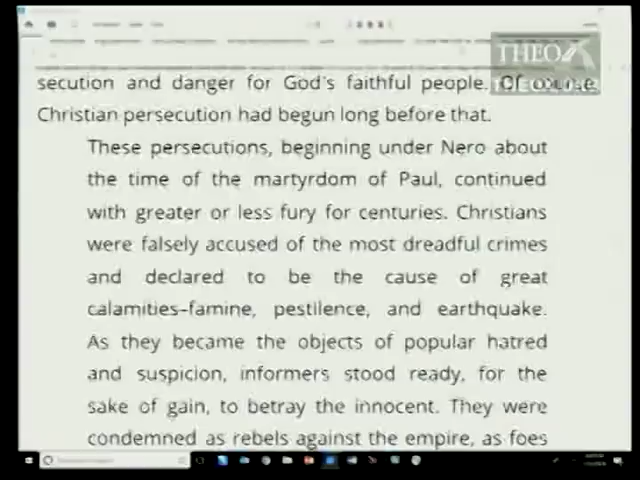 THEO
secution and danger for God's faithful people. Of course,
Christian persecution had begun long before that.
These persecutions, beginning under Nero about
the time of the martyrdom of Paul, continued
with greater or less fury for centuries. Christians
were falsely accused of the most dreadful crimes
and declared to be the cause of great
calamities–famine, pestilence, and earthquake.
As they became the objects of popular hatred
and suspicion, informers stood ready, for the
sake of gain, to betray the innocent. They were
condemned as rebels against the empire, as foes